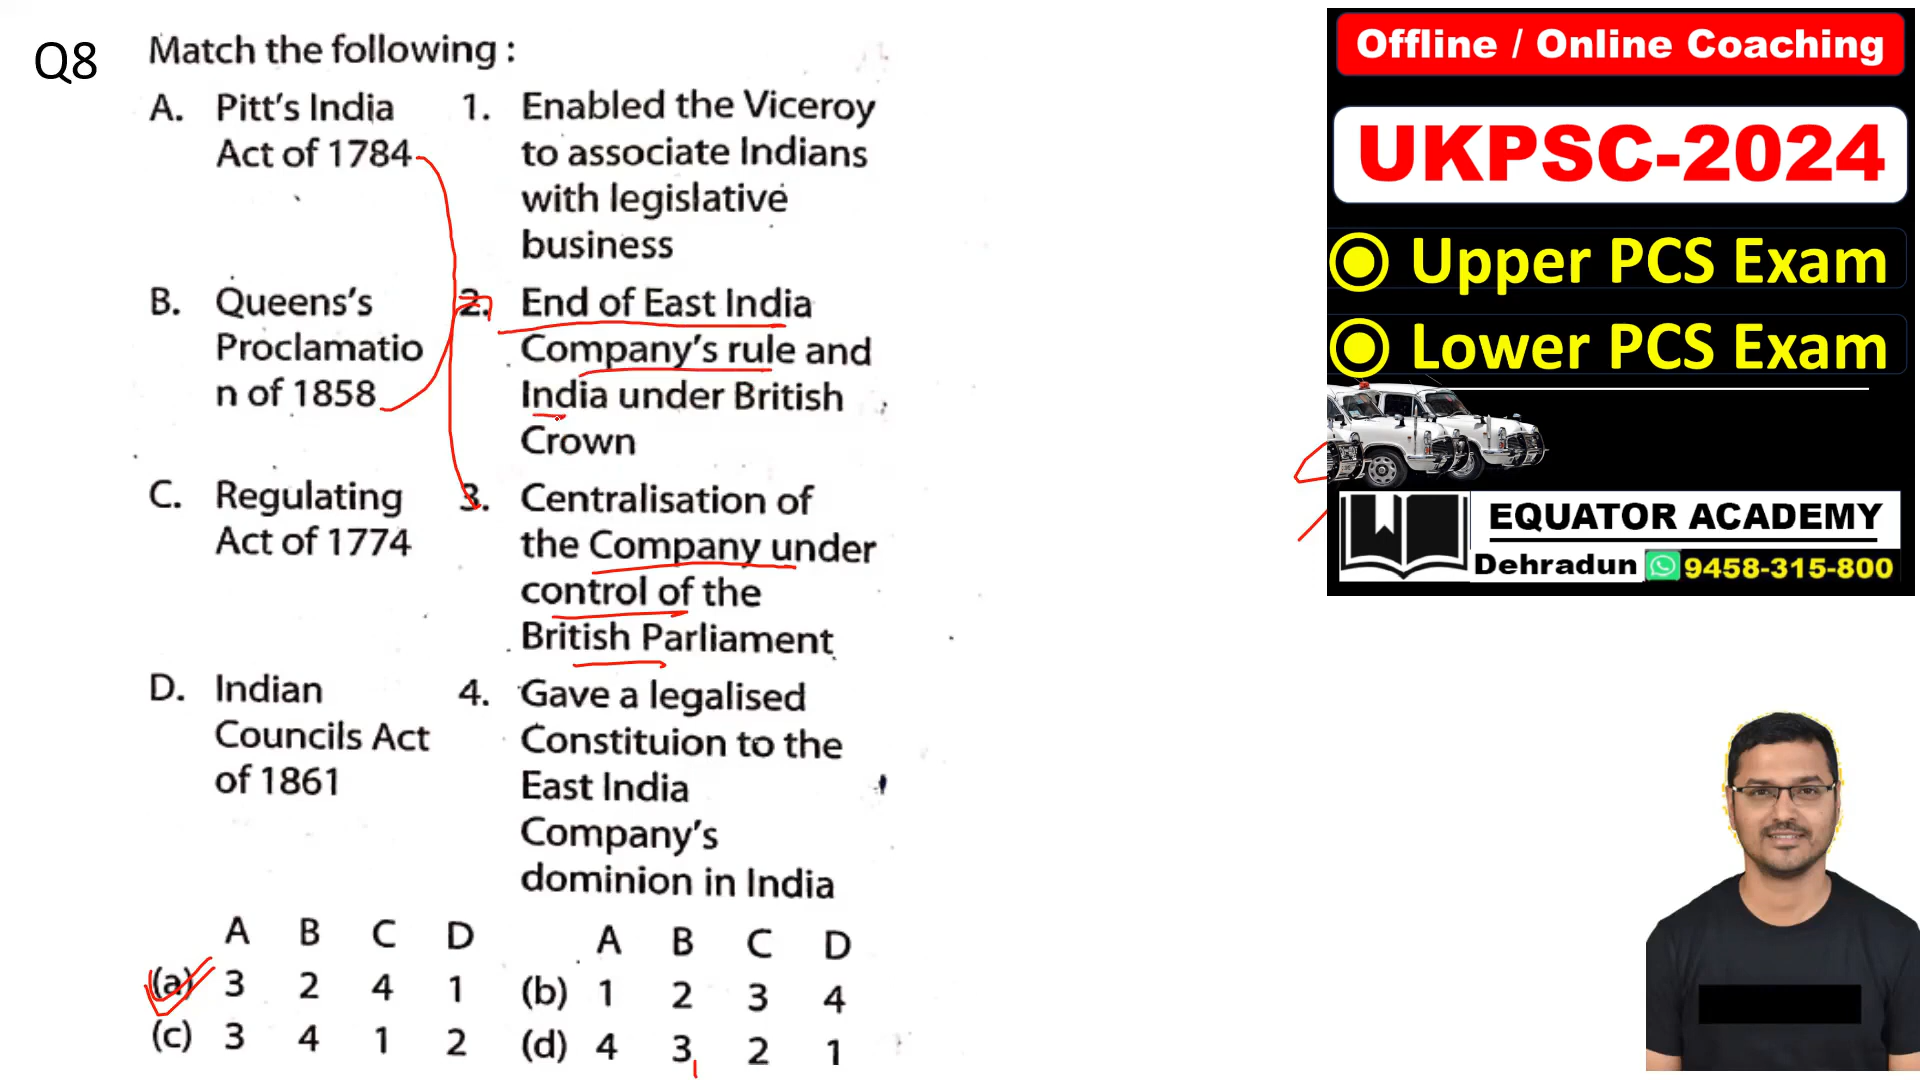 Q8
Match the following :
A. Pitt's India 1. Enabled the Viceroy
Act of 1784 to associate Indians
with legislative
business
B. Queens's 2. End of East India
Proclamatio Company's rule and
n of 1858 India under British
Crown
C. Regulating 3. Centralisation of
Act of 1774 the Company under
control of the
British Parliament
D. Indian 4. Gave a legalised
Councils Act Constituion to the
of 1861 East India
Company's
dominion in India
A B C D A B C D
(a) 3 2 4 1 (b) 1 2 3 4
(c) 3 4 1 2 (d) 4 3 2 1
Offline / Online Coaching
UKPSC-2024
Upper PCS Exam
Lower PCS Exam
EQUATOR ACADEMY
Dehradun 9458-315-800